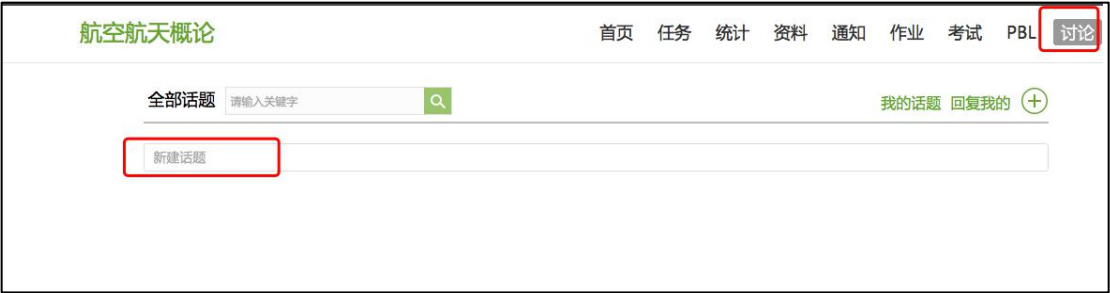 航空航天概论 首页 任务 统计 资料 通知 作业 考试 PBL 讨论
全部话题 请输入关键字 我的话题 回复我的
新建话题